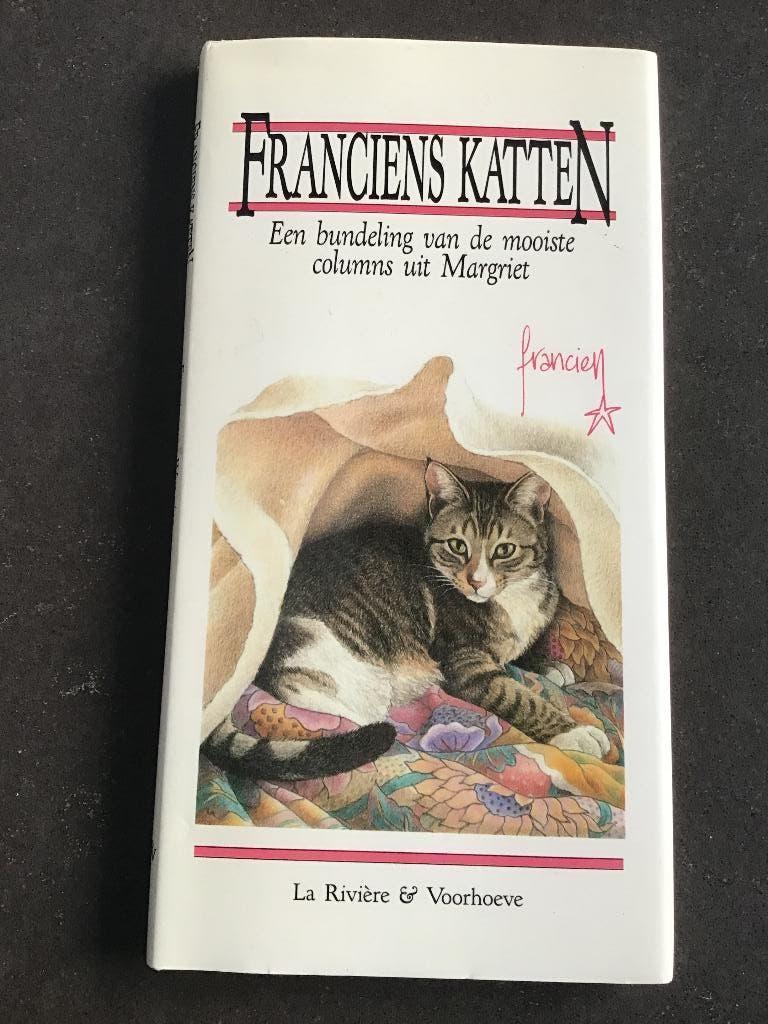 FRANCIENS KATTEN
Een bundeling van de mooiste
columns uit Margriet
francien
La Rivière & Voorhoeve